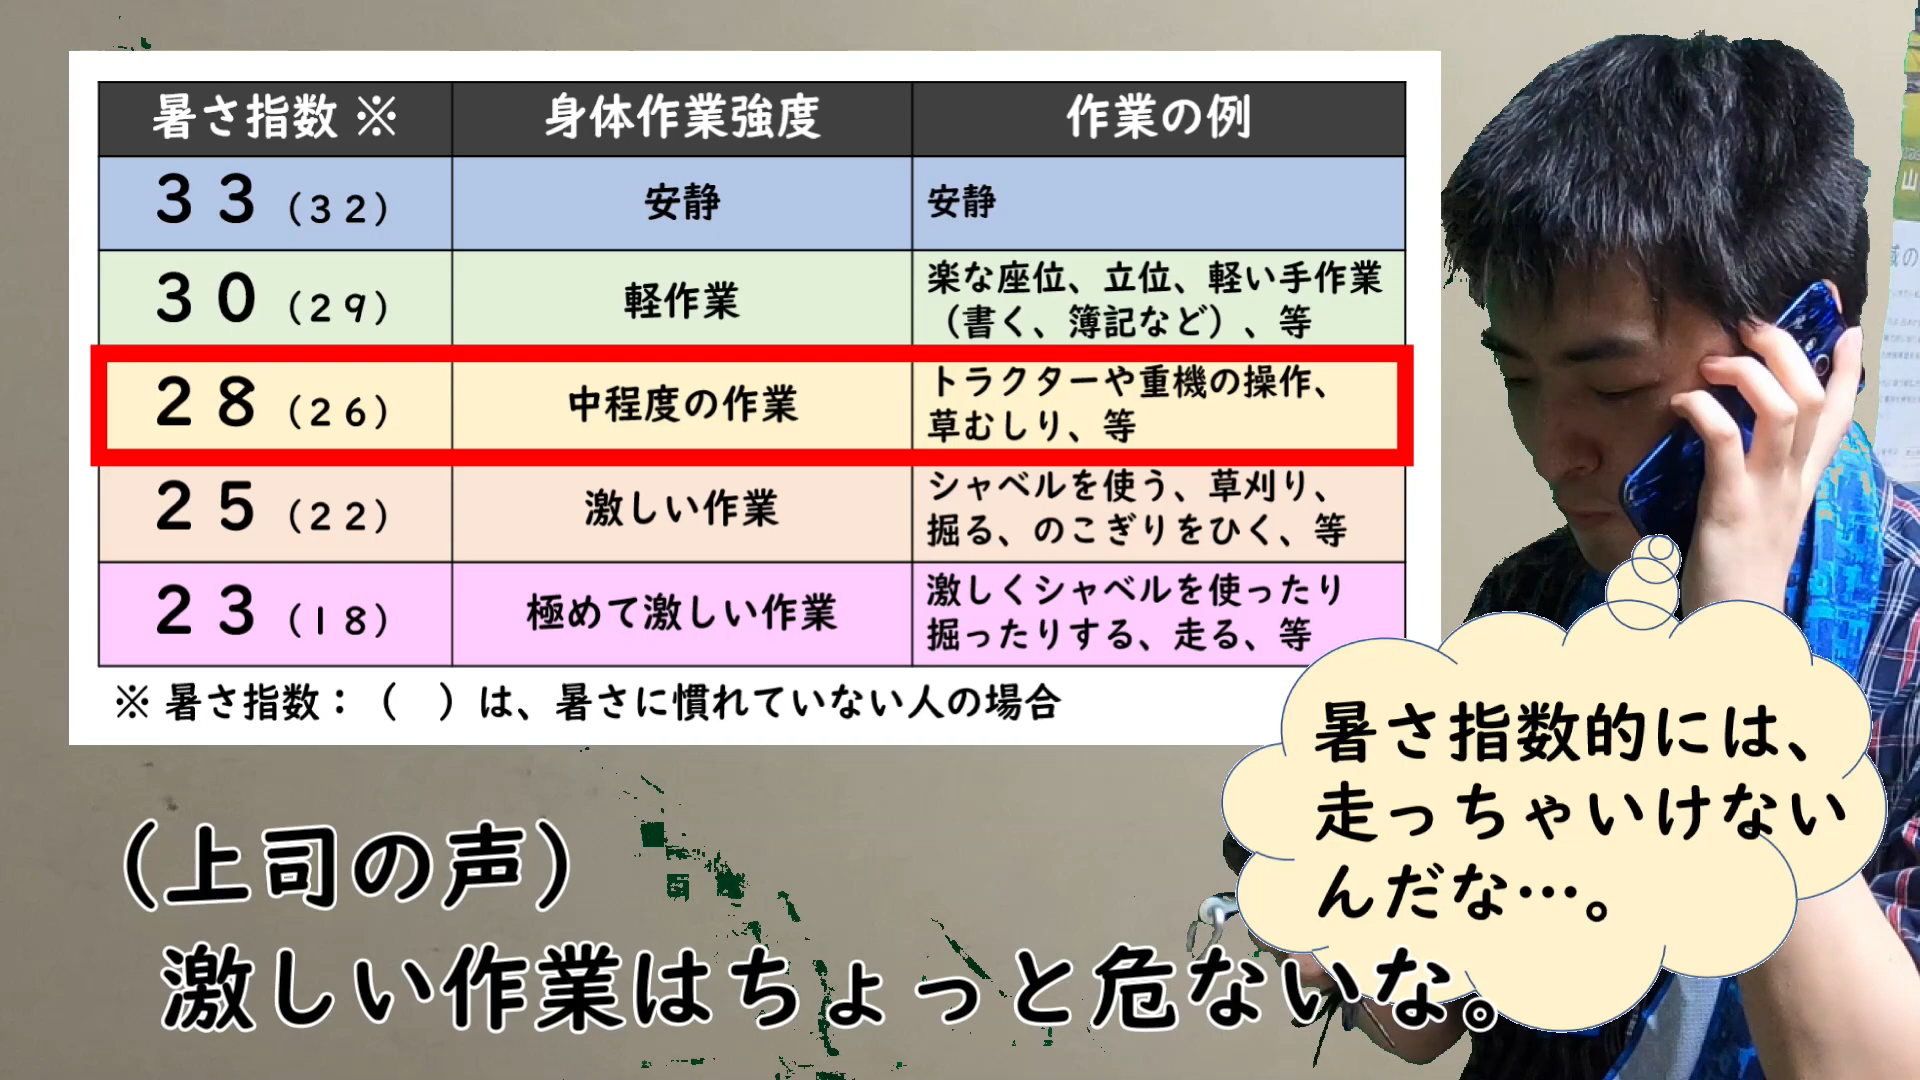 暑さ指数 ※ 身体作業強度 作業の例
３３（３２） 安静 安静
３０（２９） 軽作業 楽な座位、立位、軽い手作業
（書く、簿記など）、等
２８（２６） 中程度の作業 トラクターや重機の操作、
草むしり、等
２５（２２） 激しい作業 シャベルを使う、草刈り、
掘る、のこぎりをひく、等
２３（１８） 極めて激しい作業 激しくシャベルを使ったり
掘ったりする、走る、等
※ 暑さ指数：（　）は、暑さに慣れていない人の場合
暑さ指数的には、
走っちゃいけない
んだな…。
（上司の声）
激しい作業はちょっと危ないな。
山